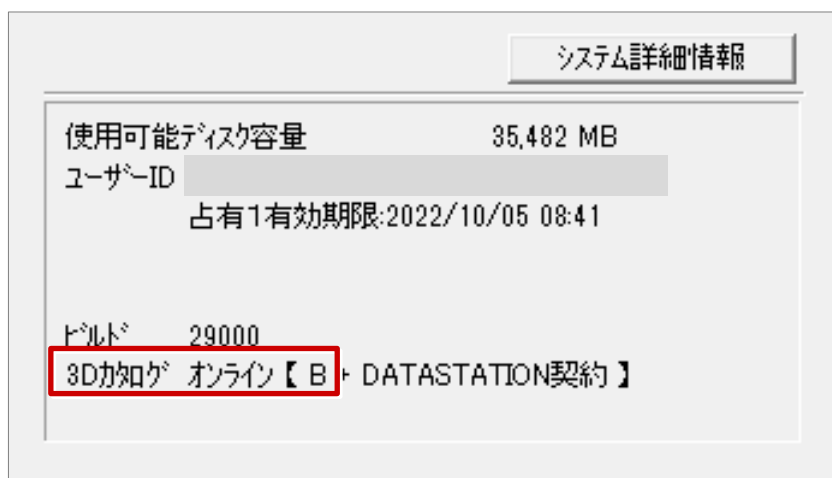 システム詳細情報
使用可能ディスク容量 35,482 MB
ユーザーID
占有1有効期限:2022/10/05 08:41
ビルド 29000
3Dカタログ オンライン【 B + DATASTATION契約 】